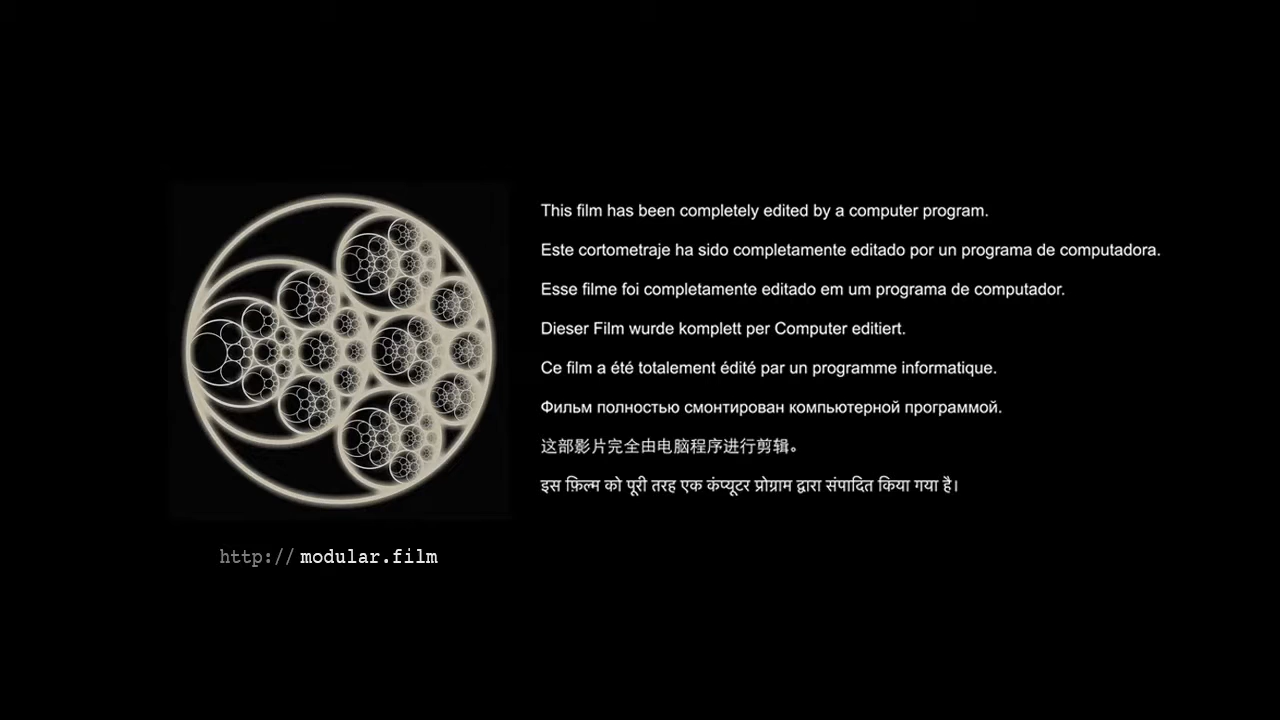 This film has been completely edited by a computer program.
Este cortometraje ha sido completamente editado por un programa de computadora.
Esse filme foi completamente editado em um programa de computador.
Dieser Film wurde komplett per Computer editiert.
Ce film a été totalement édité par un programme informatique.
Фильм полностью смонтирован компьютерной программой.
这部影片完全由电脑程序进行剪辑。
इस फ़िल्म को पूरी तरह एक कंप्यूटर प्रोग्राम द्वारा संपादित किया गया है।
http:// modular.film